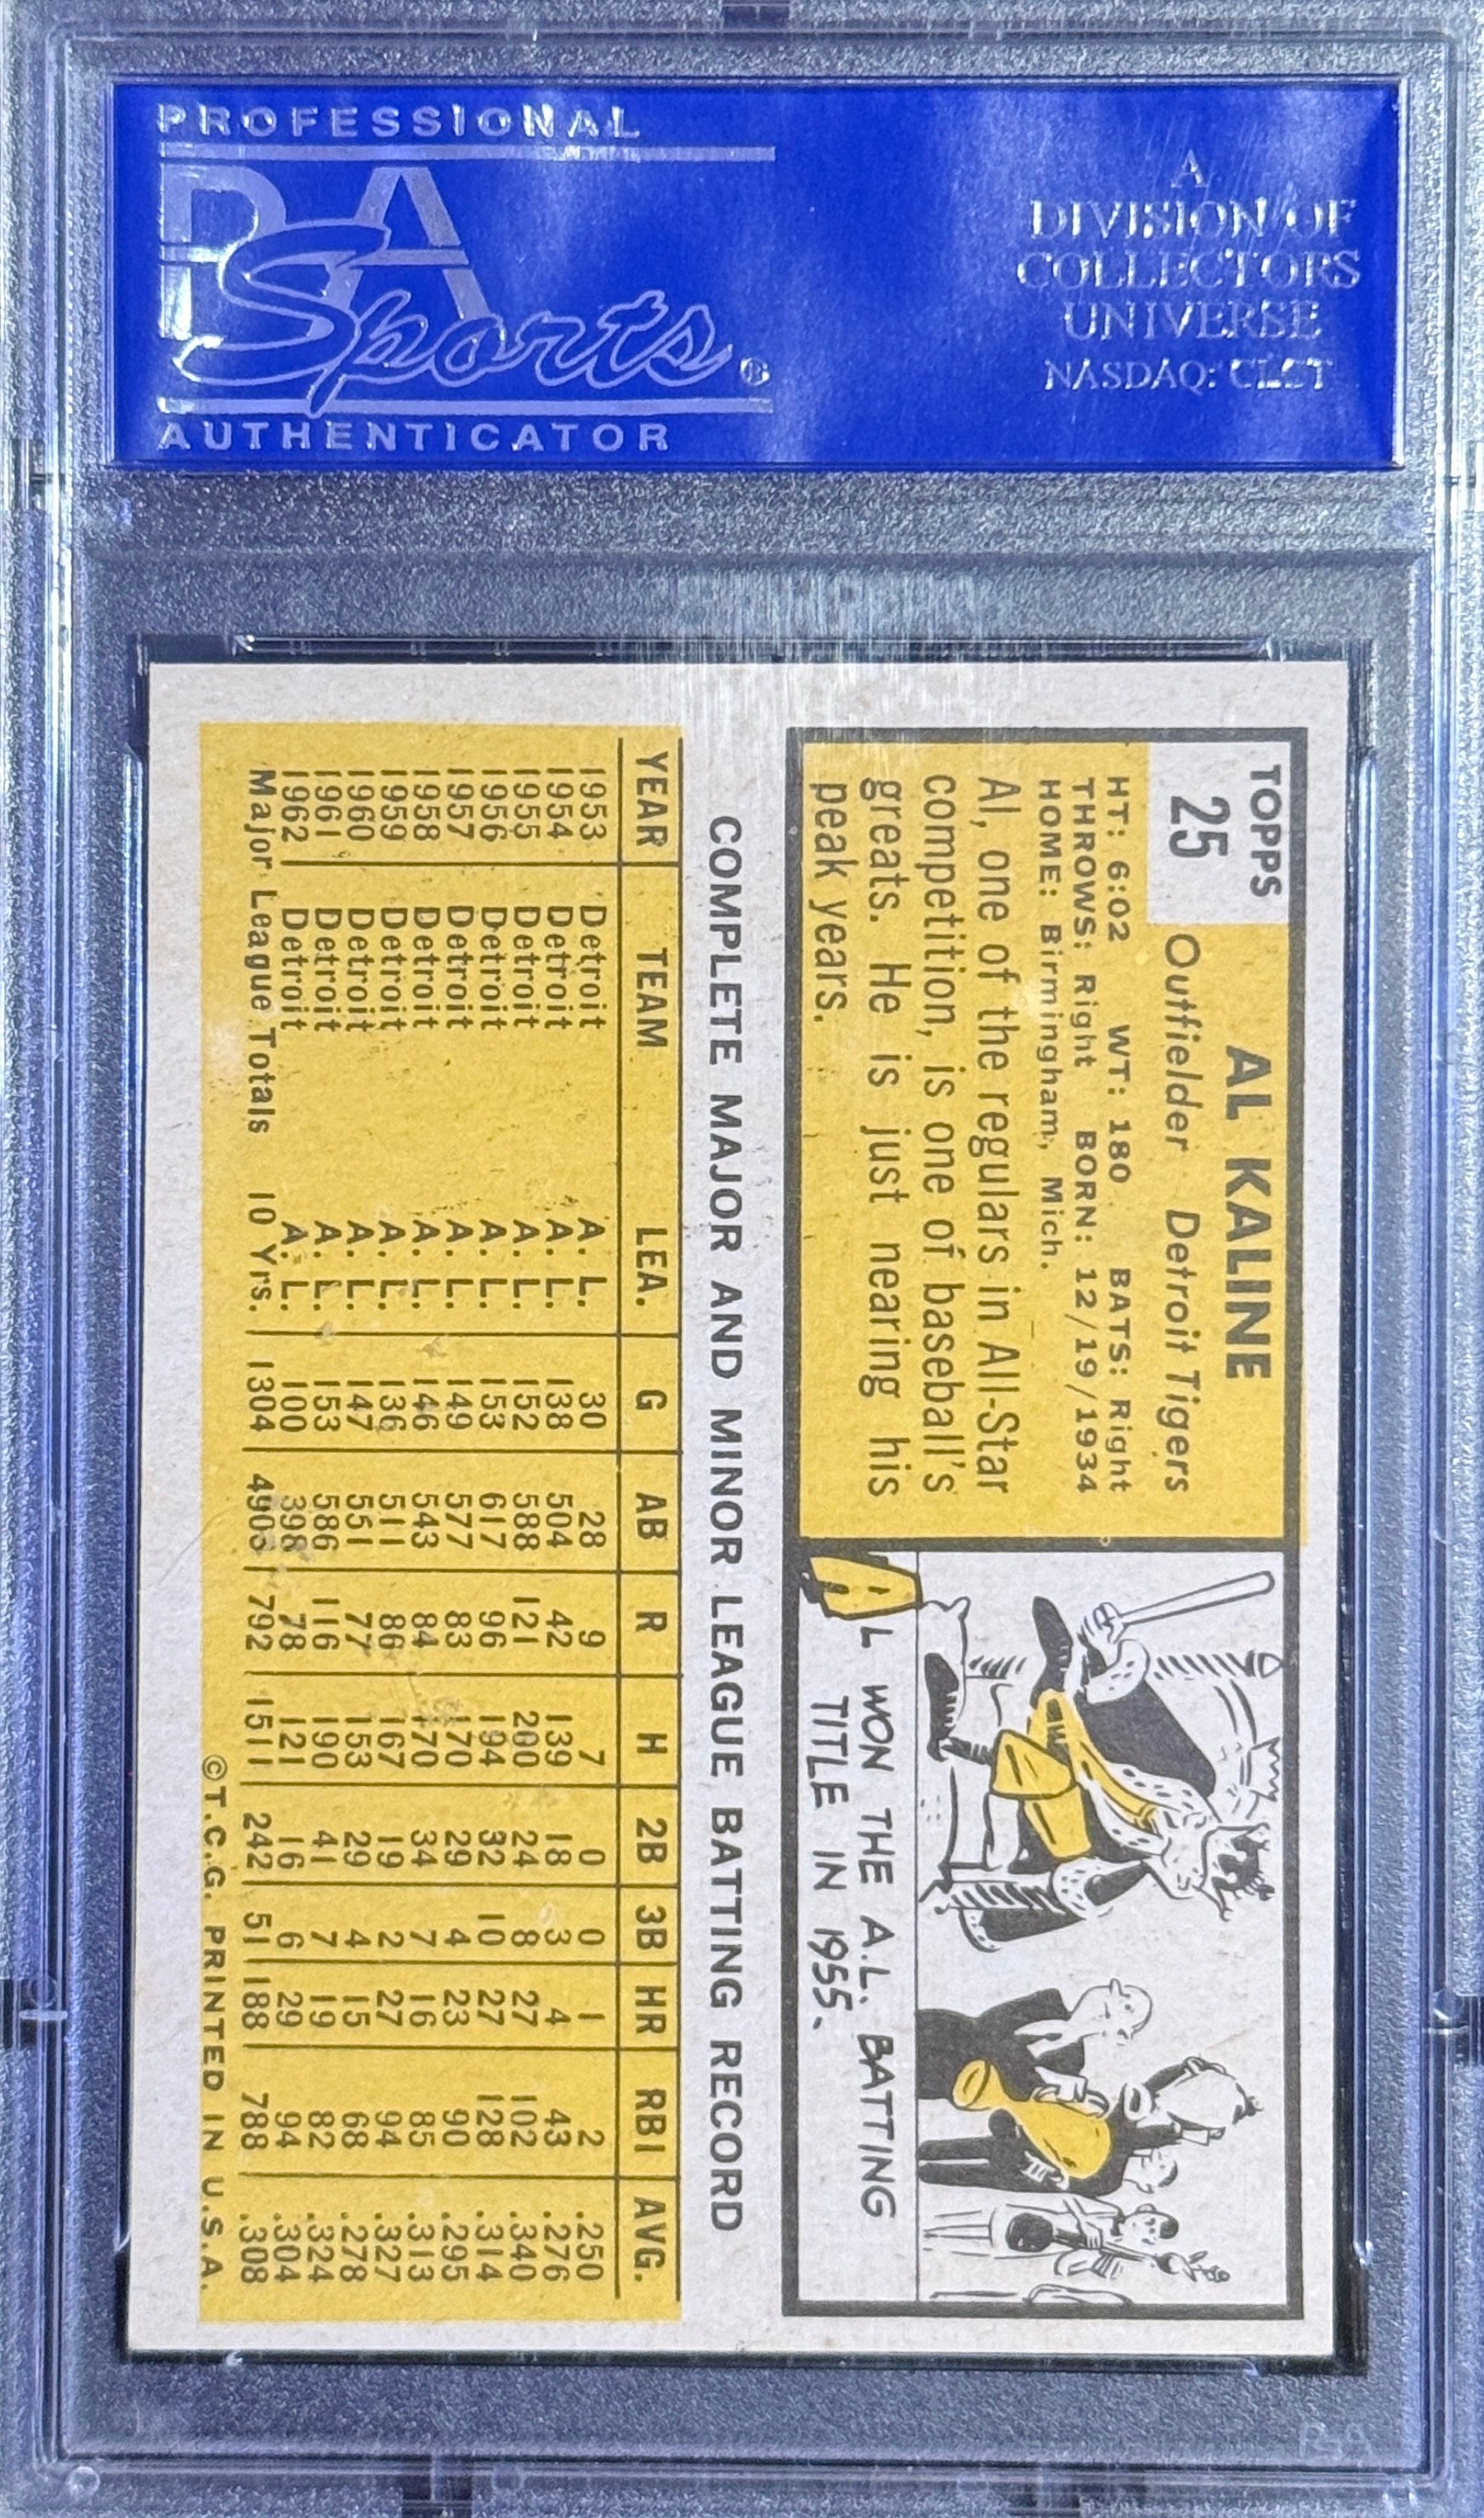 PROFESSIONAL
PSA
Sports®
AUTHENTICATOR
A
DIVISION OF
COLLECTORS
UNIVERSE
NASDAQ: CLCT
TOPPS
25
AL KALINE
Outfielder Detroit Tigers
HT: 6:02 WT: 180 BATS: Right
THROWS: Right BORN: 12/19/1934
HOME: Birmingham, Mich.
Al, one of the regulars in All-Star
competition, is one of baseball's
greats. He is just nearing his
peak years.
AL WON THE A.L. BATTING
TITLE IN 1955.
COMPLETE MAJOR AND MINOR LEAGUE BATTING RECORD
YEAR TEAM LEA. G AB R H 2B 3B HR RBI AVG.
1953 Detroit A. L. 30 28 9 7 0 0 1 2 .250
1954 Detroit A. L. 138 504 42 139 18 3 4 43 .276
1955 Detroit A. L. 152 588 121 200 24 8 27 102 .340
1956 Detroit A. L. 153 617 96 194 32 10 27 128 .314
1957 Detroit A. L. 149 577 83 170 29 4 23 90 .295
1958 Detroit A. L. 146 543 84 170 34 7 16 85 .313
1959 Detroit A. L. 136 511 86 167 19 2 27 94 .327
1960 Detroit A. L. 147 551 77 153 29 4 15 68 .278
1961 Detroit A. L. 153 586 116 190 41 7 19 82 .324
1962 Detroit A. L. 100 398 78 121 16 6 29 94 .304
Major League Totals 10 Yrs. 1304 4903 792 1511 242 51 188 788 .308
©T.C.G. PRINTED IN U.S.A.
PSA